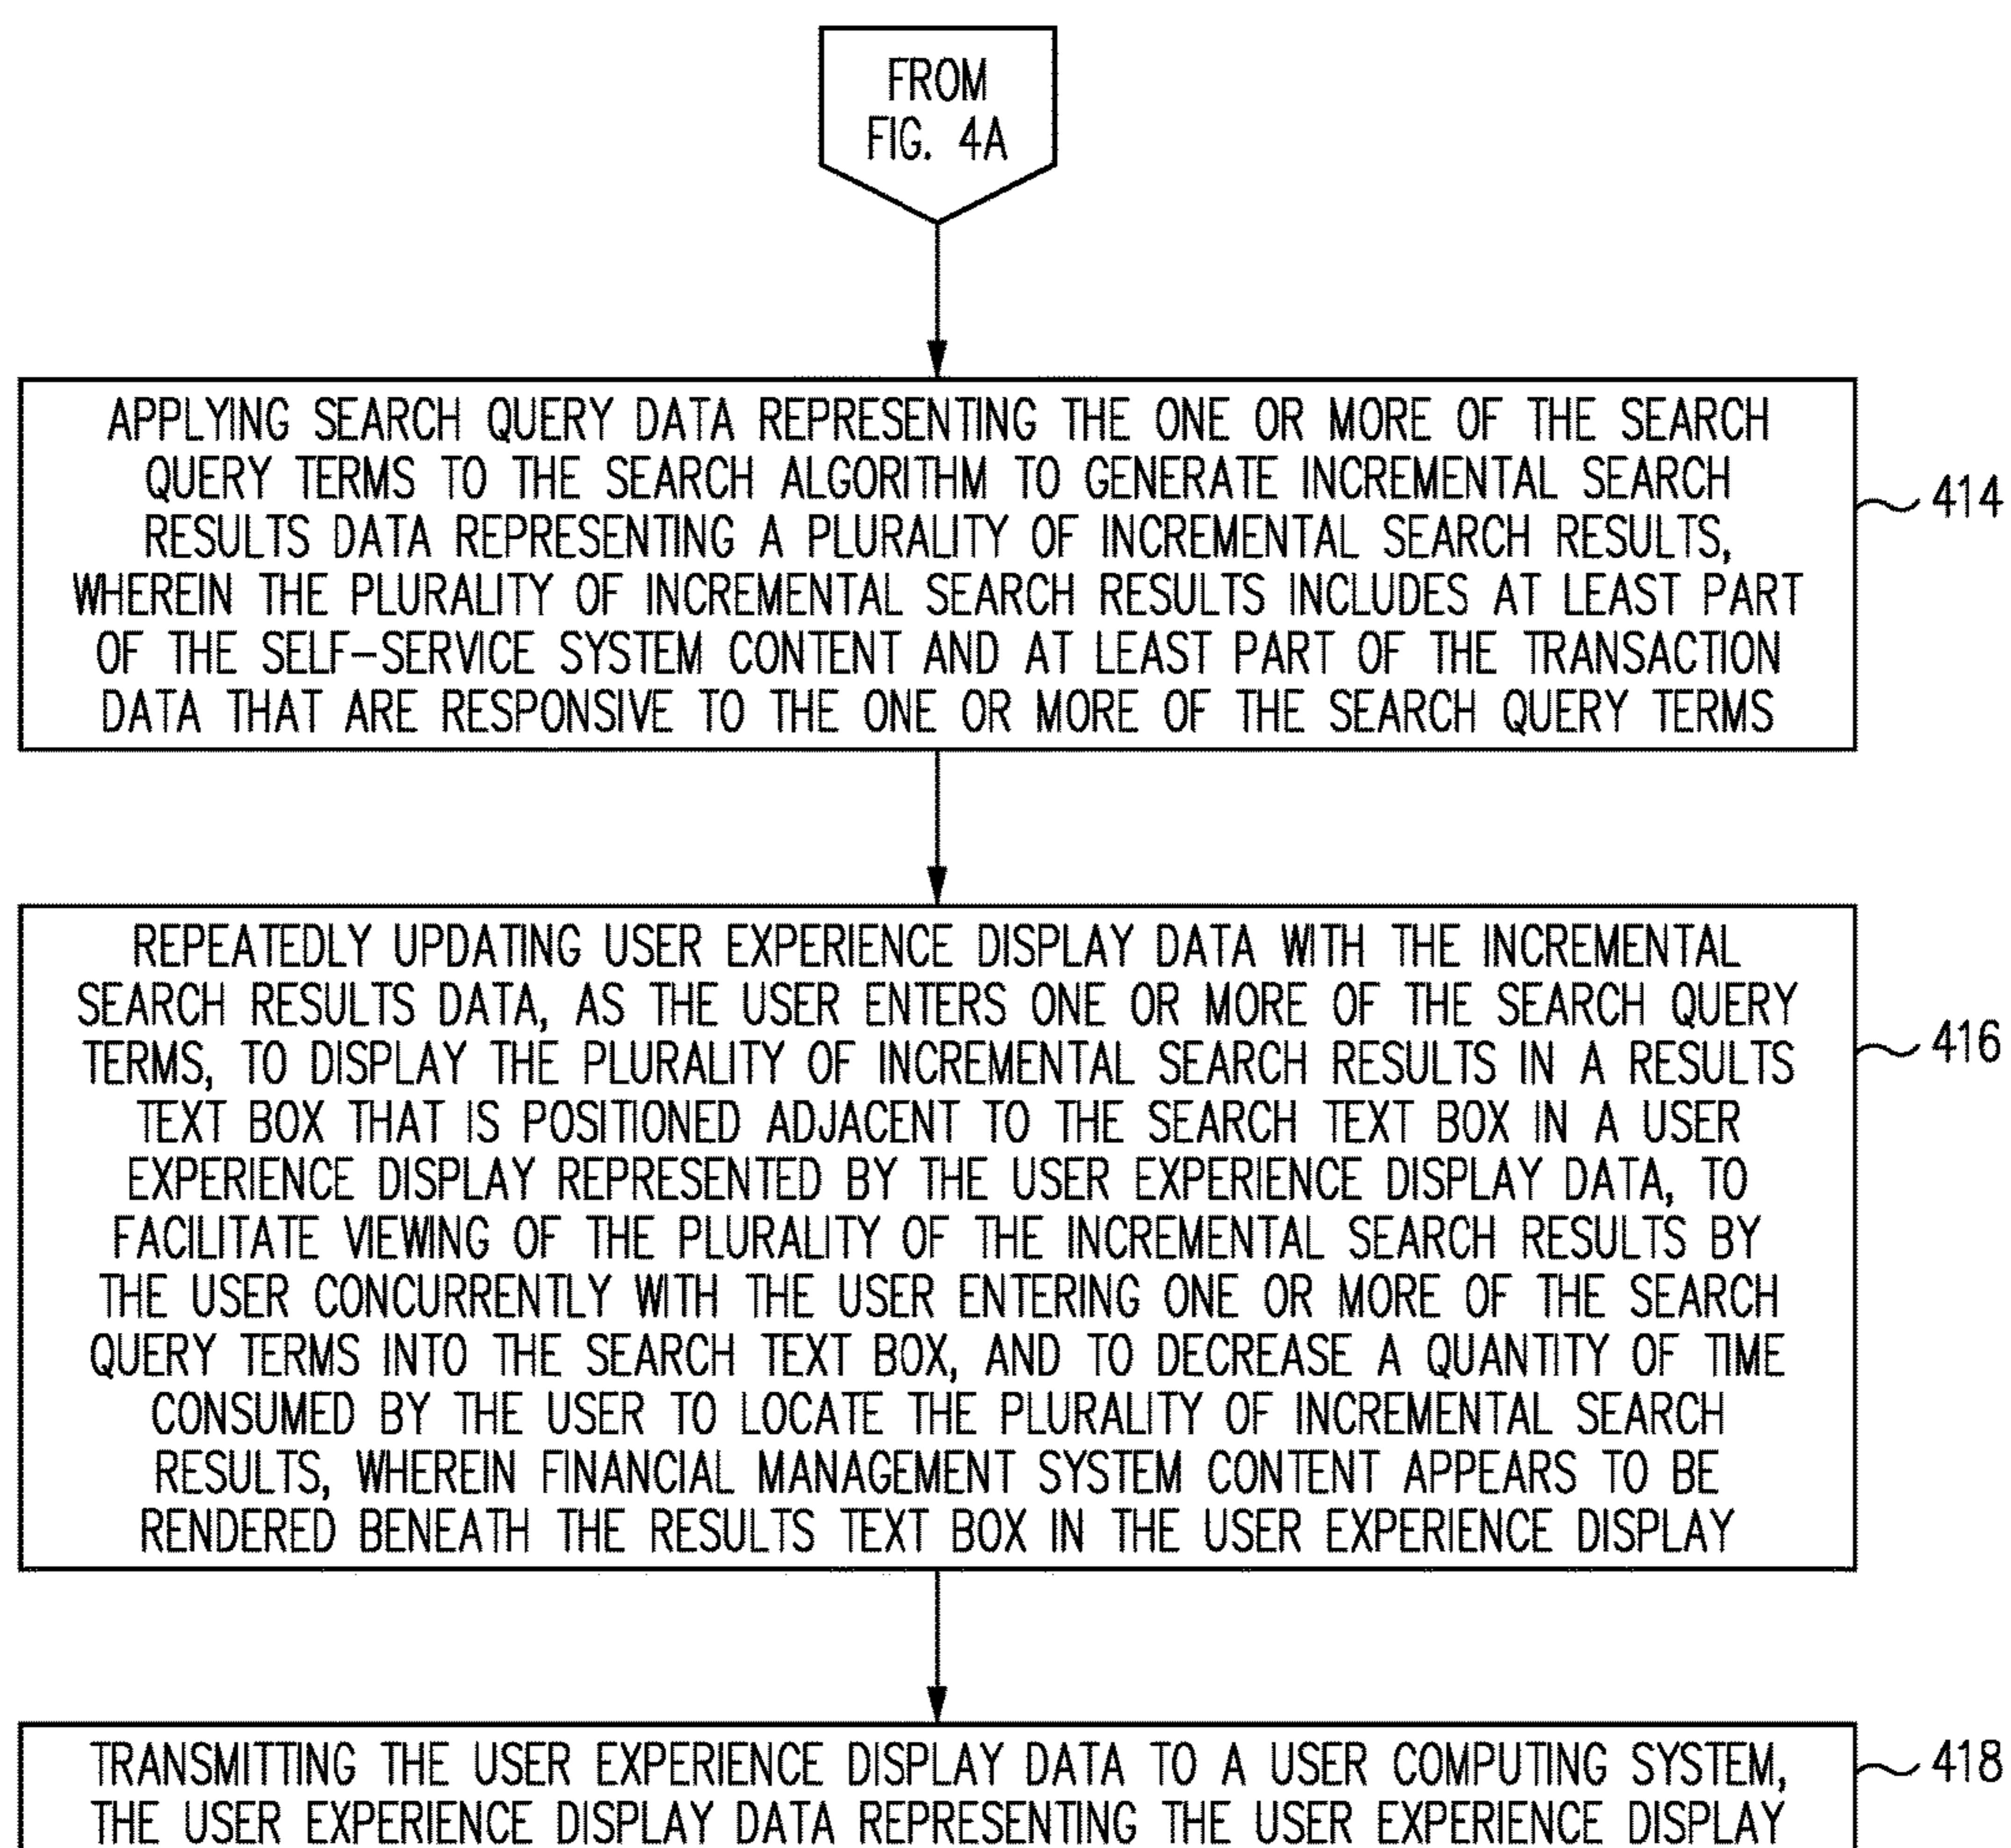 FROM
FIG. 4A
APPLYING SEARCH QUERY DATA REPRESENTING THE ONE OR MORE OF THE SEARCH
QUERY TERMS TO THE SEARCH ALGORITHM TO GENERATE INCREMENTAL SEARCH
RESULTS DATA REPRESENTING A PLURALITY OF INCREMENTAL SEARCH RESULTS,
WHEREIN THE PLURALITY OF INCREMENTAL SEARCH RESULTS INCLUDES AT LEAST PART
OF THE SELF-SERVICE SYSTEM CONTENT AND AT LEAST PART OF THE TRANSACTION
DATA THAT ARE RESPONSIVE TO THE ONE OR MORE OF THE SEARCH QUERY TERMS
414
REPEATEDLY UPDATING USER EXPERIENCE DISPLAY DATA WITH THE INCREMENTAL
SEARCH RESULTS DATA, AS THE USER ENTERS ONE OR MORE OF THE SEARCH QUERY
TERMS, TO DISPLAY THE PLURALITY OF INCREMENTAL SEARCH RESULTS IN A RESULTS
TEXT BOX THAT IS POSITIONED ADJACENT TO THE SEARCH TEXT BOX IN A USER
EXPERIENCE DISPLAY REPRESENTED BY THE USER EXPERIENCE DISPLAY DATA, TO
FACILITATE VIEWING OF THE PLURALITY OF THE INCREMENTAL SEARCH RESULTS BY
THE USER CONCURRENTLY WITH THE USER ENTERING ONE OR MORE OF THE SEARCH
QUERY TERMS INTO THE SEARCH TEXT BOX, AND TO DECREASE A QUANTITY OF TIME
CONSUMED BY THE USER TO LOCATE THE PLURALITY OF INCREMENTAL SEARCH
RESULTS, WHEREIN FINANCIAL MANAGEMENT SYSTEM CONTENT APPEARS TO BE
RENDERED BENEATH THE RESULTS TEXT BOX IN THE USER EXPERIENCE DISPLAY
416
TRANSMITTING THE USER EXPERIENCE DISPLAY DATA TO A USER COMPUTING SYSTEM,
THE USER EXPERIENCE DISPLAY DATA REPRESENTING THE USER EXPERIENCE DISPLAY
418